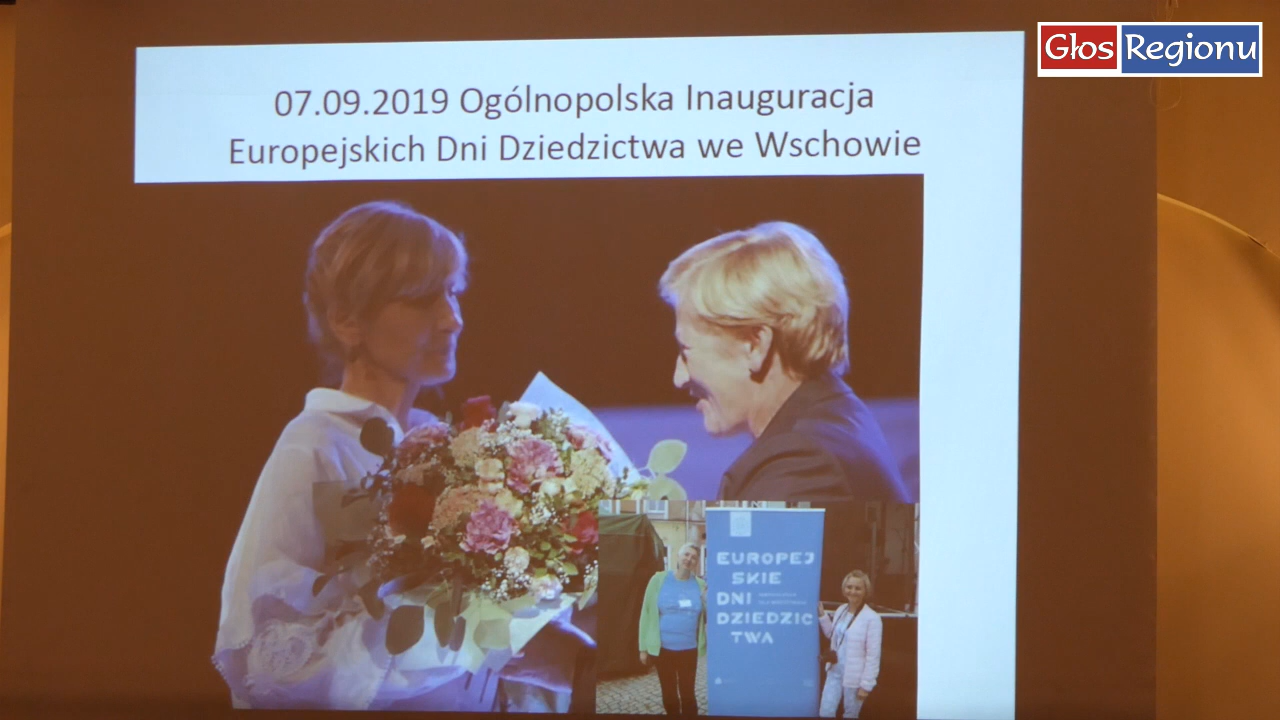 Głos Regionu
07.09.2019 Ogólnopolska Inauguracja
Europejskich Dni Dziedzictwa we Wschowie
EUROPEJ
SKIE
DNI
DZIEDZIC
TWA